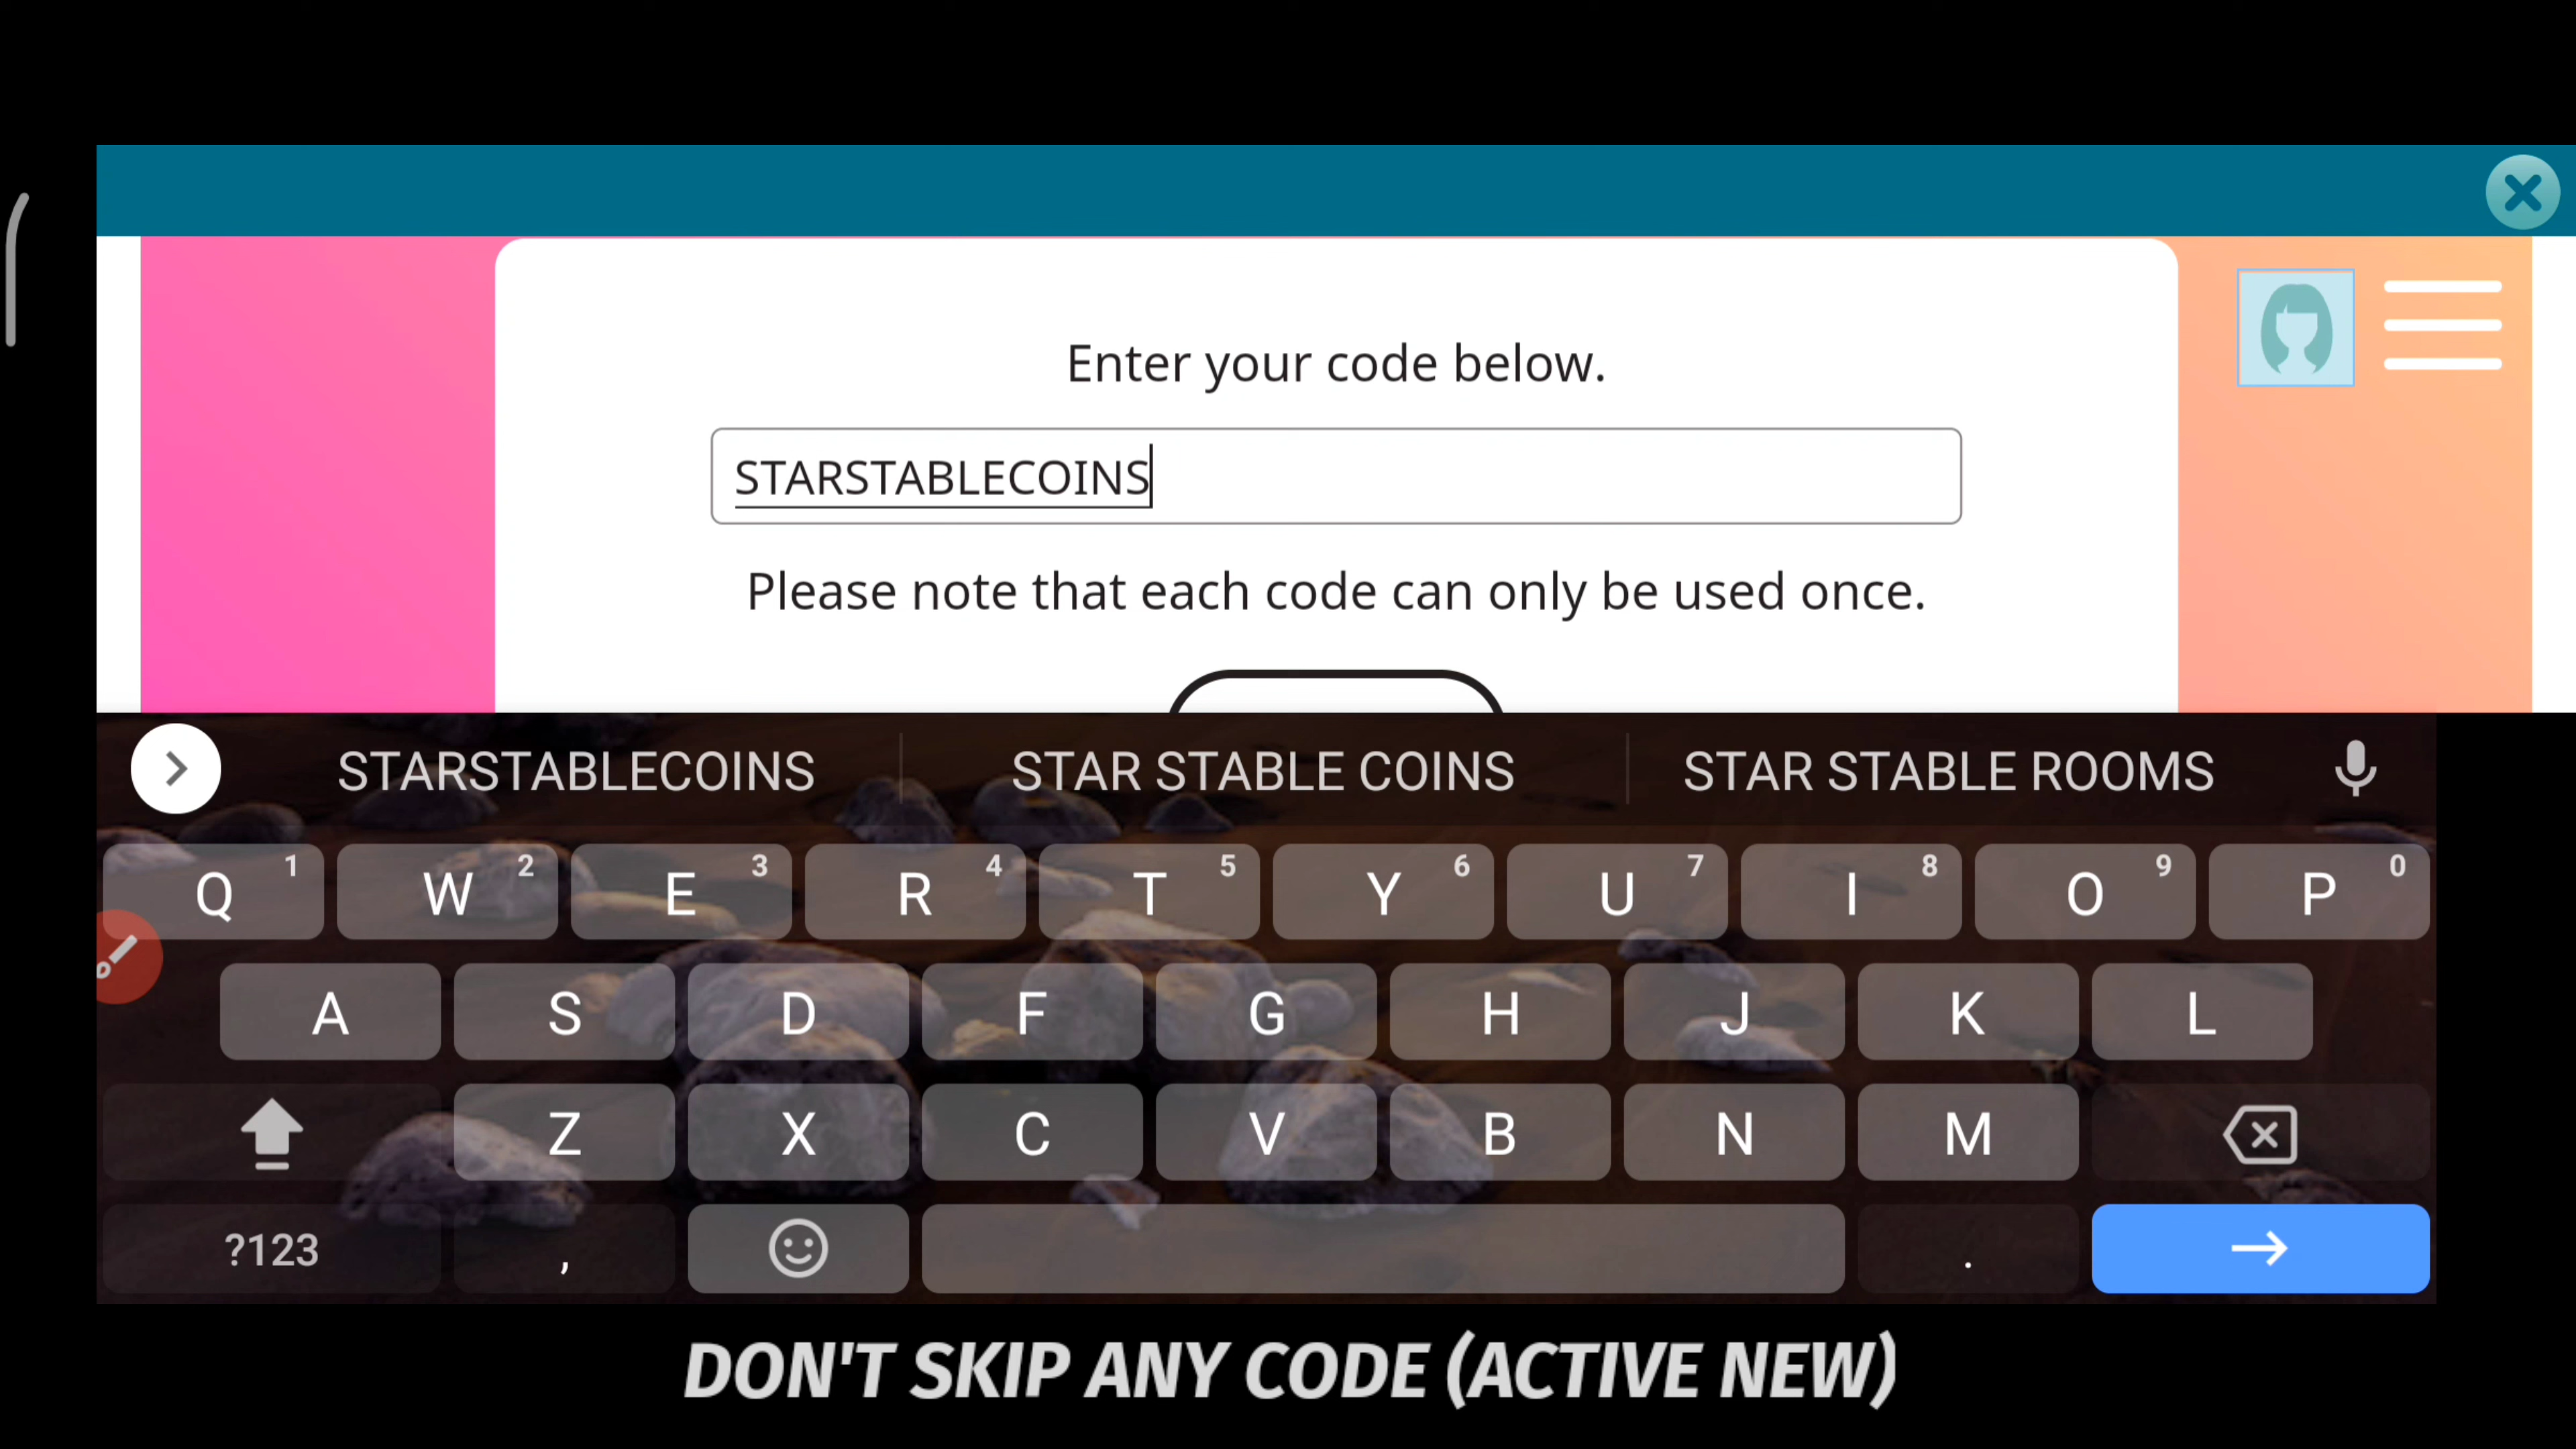 Enter your code below.
STARSTABLECOINS
Please note that each code can only be used once.
STARSTABLECOINS STAR STABLE COINS STAR STABLE ROOMS
Q 1 W 2 E 3 R 4 T 5 Y 6 U 7 I 8 O 9 P 0
A S D F G H J K L
Z X C V B N M
?123 , .
DON'T SKIP ANY CODE (ACTIVE NEW)